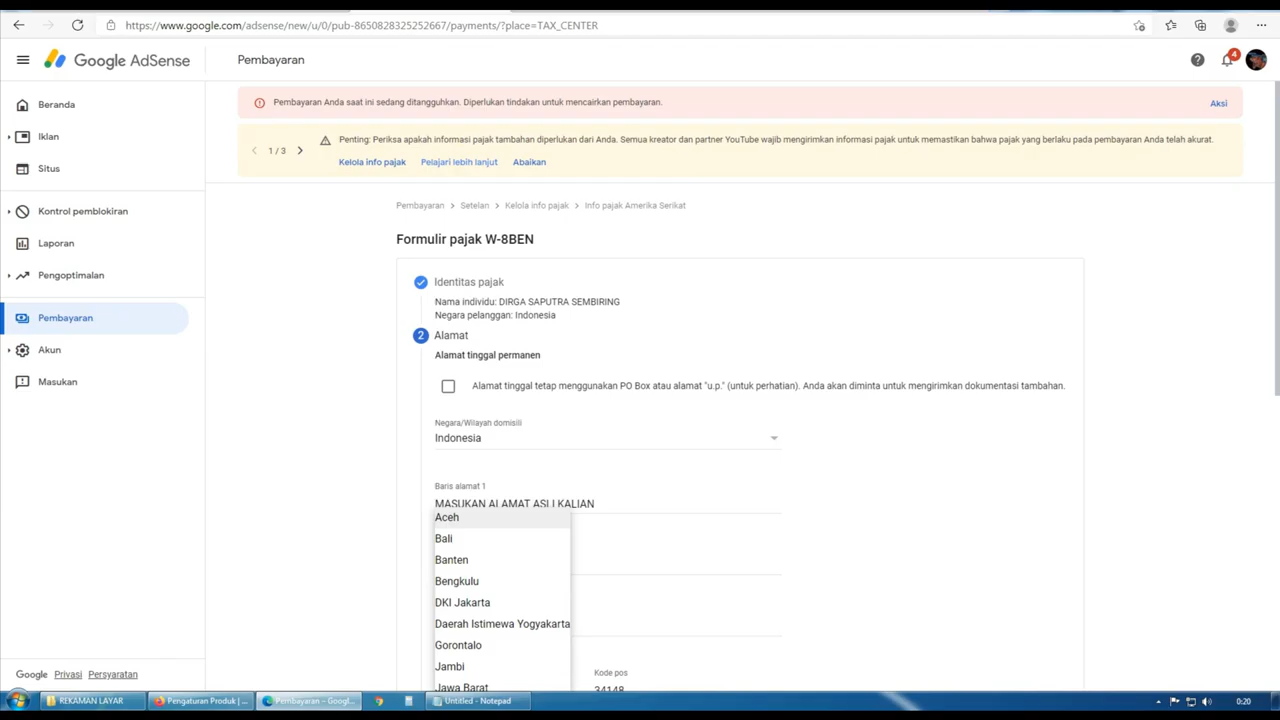 https://www.google.com/adsense/new/u/0/pub-8650828325252667/payments/?place=TAX_CENTER
Google AdSense
Pembayaran
4
Beranda
Iklan
Situs
Kontrol pemblokiran
Laporan
Pengoptimalan
Pembayaran
Akun
Masukan
Google Privasi Persyaratan
Pembayaran Anda saat ini sedang ditangguhkan. Diperlukan tindakan untuk mencairkan pembayaran.
Aksi
1 / 3
Penting: Periksa apakah informasi pajak tambahan diperlukan dari Anda. Semua kreator dan partner YouTube wajib mengirimkan informasi pajak untuk memastikan bahwa pajak yang berlaku pada pembayaran Anda telah akurat.
Kelola info pajak Pelajari lebih lanjut Abaikan
Pembayaran > Setelan > Kelola info pajak > Info pajak Amerika Serikat
Formulir pajak W-8BEN
Identitas pajak
Nama individu: DIRGA SAPUTRA SEMBIRING
Negara pelanggan: Indonesia
2 Alamat
Alamat tinggal permanen
Alamat tinggal tetap menggunakan PO Box atau alamat "u.p." (untuk perhatian). Anda akan diminta untuk mengirimkan dokumentasi tambahan.
Negara/Wilayah domisili
Indonesia
Baris alamat 1
MASUKAN ALAMAT ASLI KALIAN
Aceh
Bali
Banten
Bengkulu
DKI Jakarta
Daerah Istimewa Yogyakarta
Gorontalo
Jambi
Jawa Barat
Kode pos
34148
REKAMAN LAYAR
Pengaturan Produk | ...
Pembayaran – Googl...
Untitled - Notepad
0:20